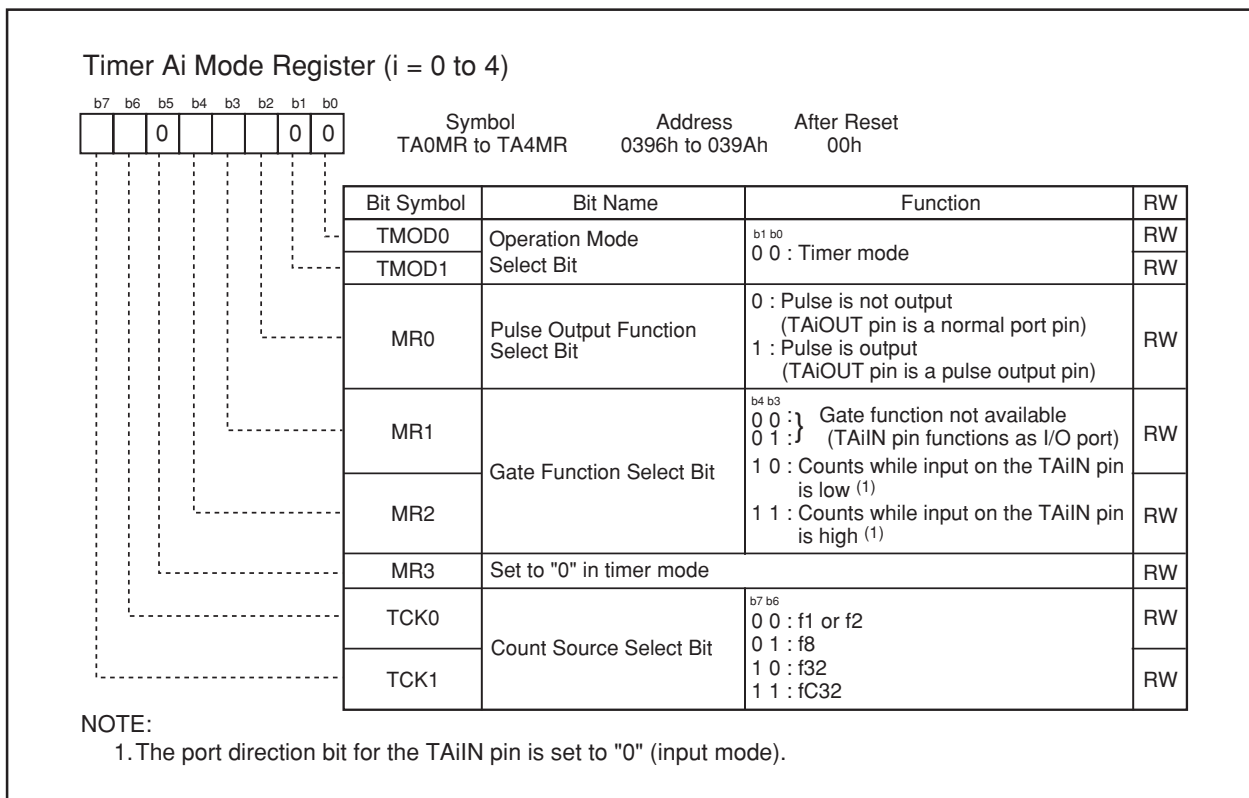 Timer Ai Mode Register (i = 0 to 4)
b7 b6 b5 b4 b3 b2 b1 b0
0 0 0
Symbol Address After Reset
TA0MR to TA4MR 0396h to 039Ah 00h
Bit Symbol Bit Name Function RW
TMOD0 Operation Mode Select Bit b1 b0 RW
0 0 : Timer mode
TMOD1 RW
MR0 Pulse Output Function Select Bit 0 : Pulse is not output
(TAiOUT pin is a normal port pin)
1 : Pulse is output
(TAiOUT pin is a pulse output pin)
RW
MR1 Gate Function Select Bit b4 b3
0 0 :} Gate function not available
0 1 : (TAiIN pin functions as I/O port)
RW
1 0 : Counts while input on the TAiIN pin
is low (1)
MR2 1 1 : Counts while input on the TAiIN pin
is high (1)
RW
MR3 Set to "0" in timer mode RW
TCK0 Count Source Select Bit b7 b6
0 0 : f1 or f2
RW
0 1 : f8
TCK1 1 0 : f32
1 1 : fC32
RW
NOTE:
1. The port direction bit for the TAiIN pin is set to "0" (input mode).